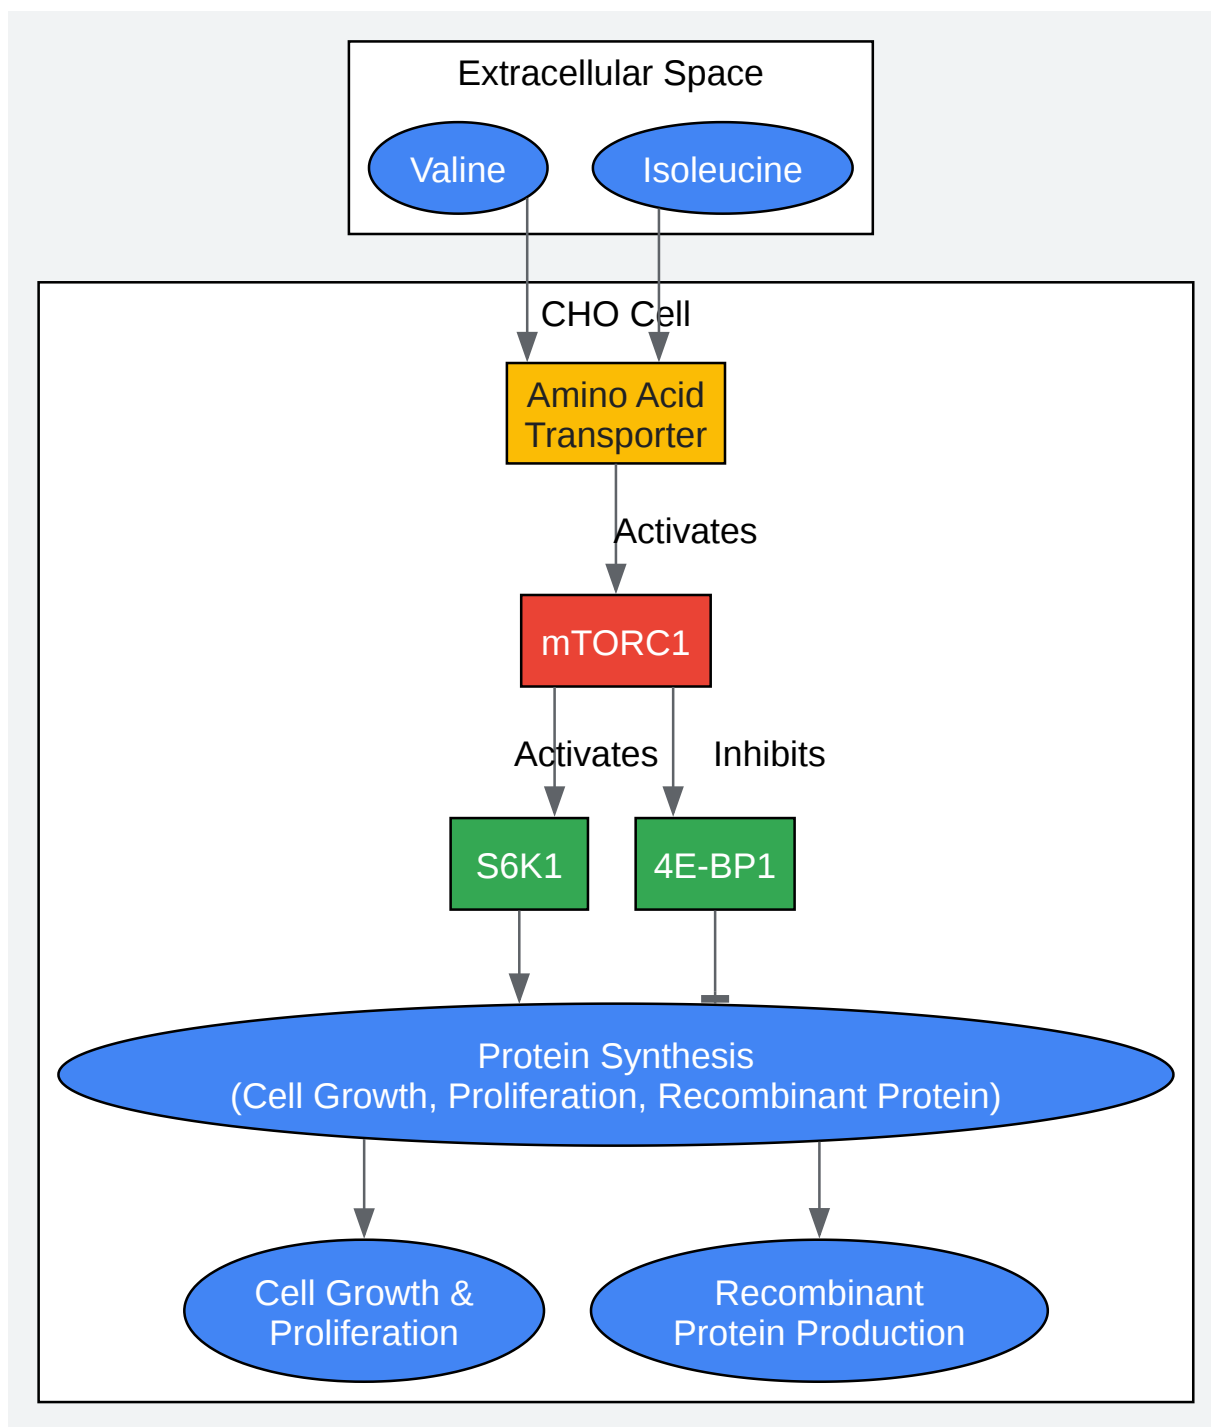 Extracellular Space
Valine
Isoleucine
CHO Cell
Amino Acid
Transporter
Activates
mTORC1
Activates
Inhibits
S6K1
4E-BP1
Protein Synthesis
(Cell Growth, Proliferation, Recombinant Protein)
Cell Growth &
Proliferation
Recombinant
Protein Production